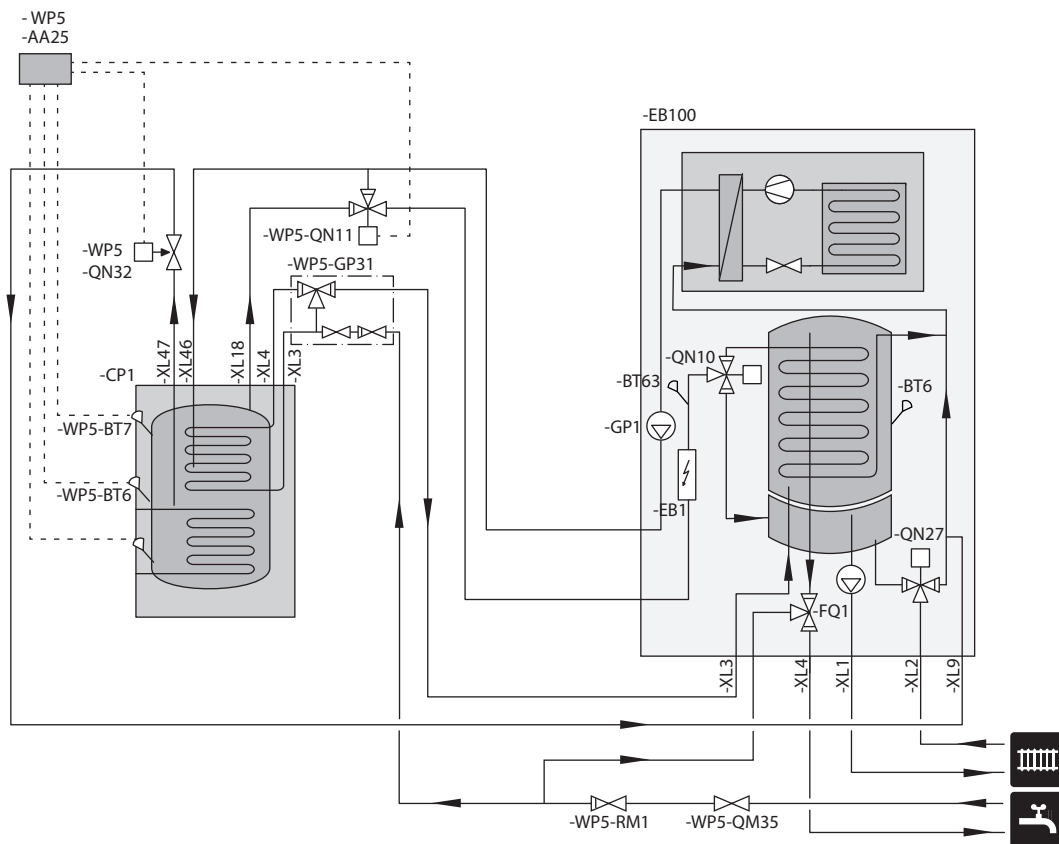 - WP5
-AA25
-EB100
-WP5-QN11
-WP5
-QN32
-WP5-GP31
-XL47
-XL46
-XL18
-XL4
-XL3
-CP1
-QN10
-BT63
-BT6
-WP5-BT7
-GP1
-WP5-BT6
-EB1
-QN27
-FQ1
-XL3
-XL4
-XL1
-XL2
-XL9
-WP5-RM1
-WP5-QM35